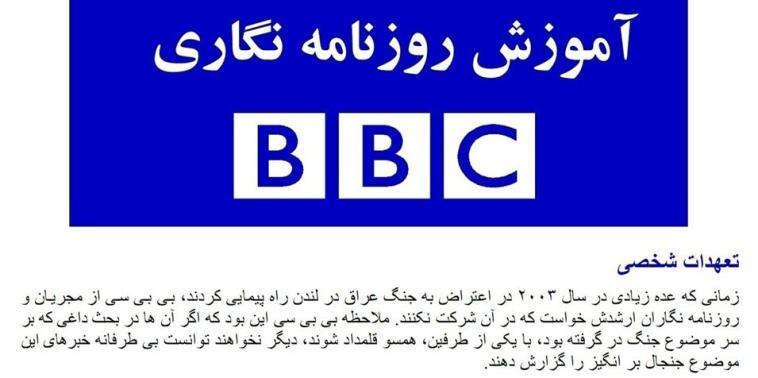 آموزش روزنامه نگاری
BBC
تعهدات شخصی
زمانی که عده زیادی در سال ۲۰۰۳ در اعتراض به جنگ عراق در لندن راه پیمایی کردند، بی بی سی از مجریان و
روزنامه نگاران ارشدش خواست که در آن شرکت نکنند. ملاحظه بی بی سی این بود که اگر آن ها در بحث داغی که بر
سر موضوع جنگ در گرفته بود، با یکی از طرفین، همسو قلمداد شوند، دیگر نخواهند توانست بی طرفانه خبرهای این
موضوع جنجال بر انگیز را گزارش دهند.